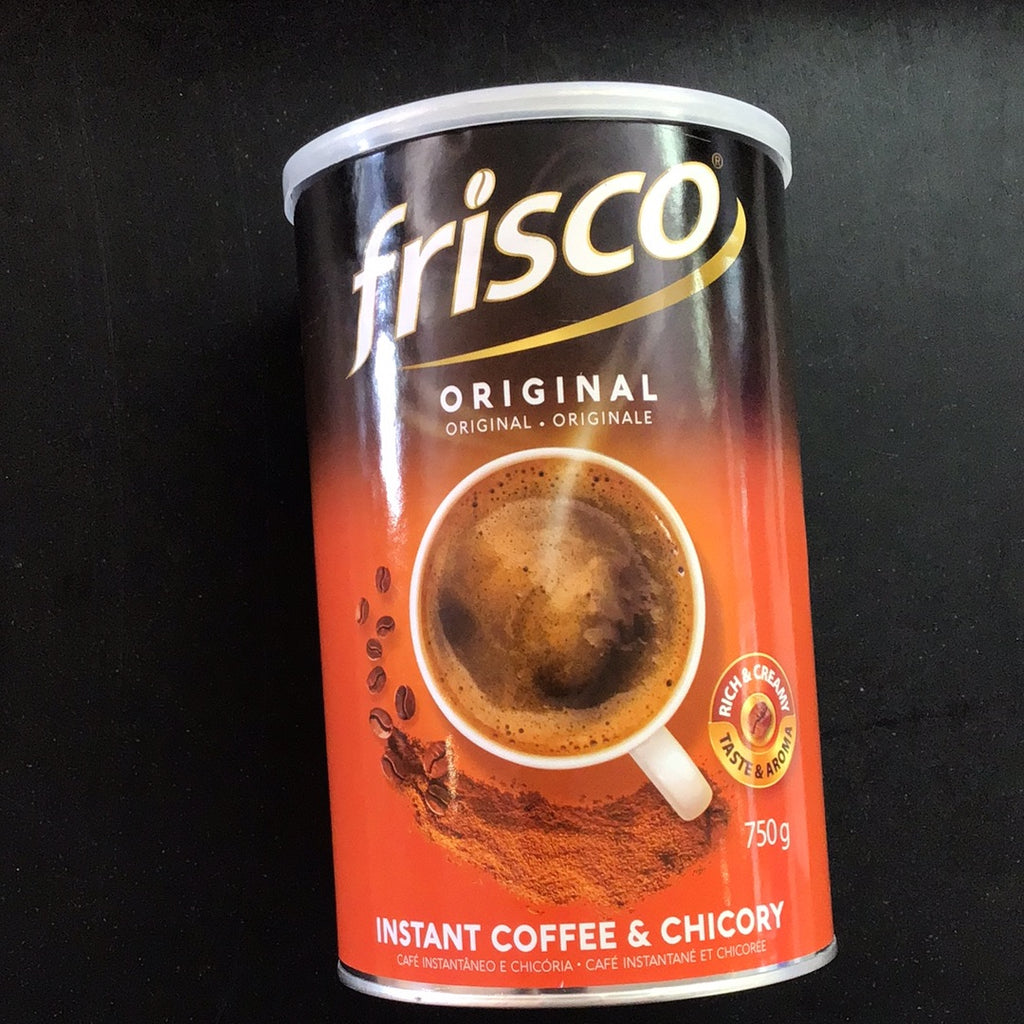 frisco®
ORIGINAL
ORIGINAL • ORIGINALE
RICH & CREAMY
TASTE & AROMA
750g
INSTANT COFFEE & CHICORY
CAFÉ INSTANTÂNEO E CHICÓRIA • CAFÉ INSTANTANÉ ET CHICORÉE